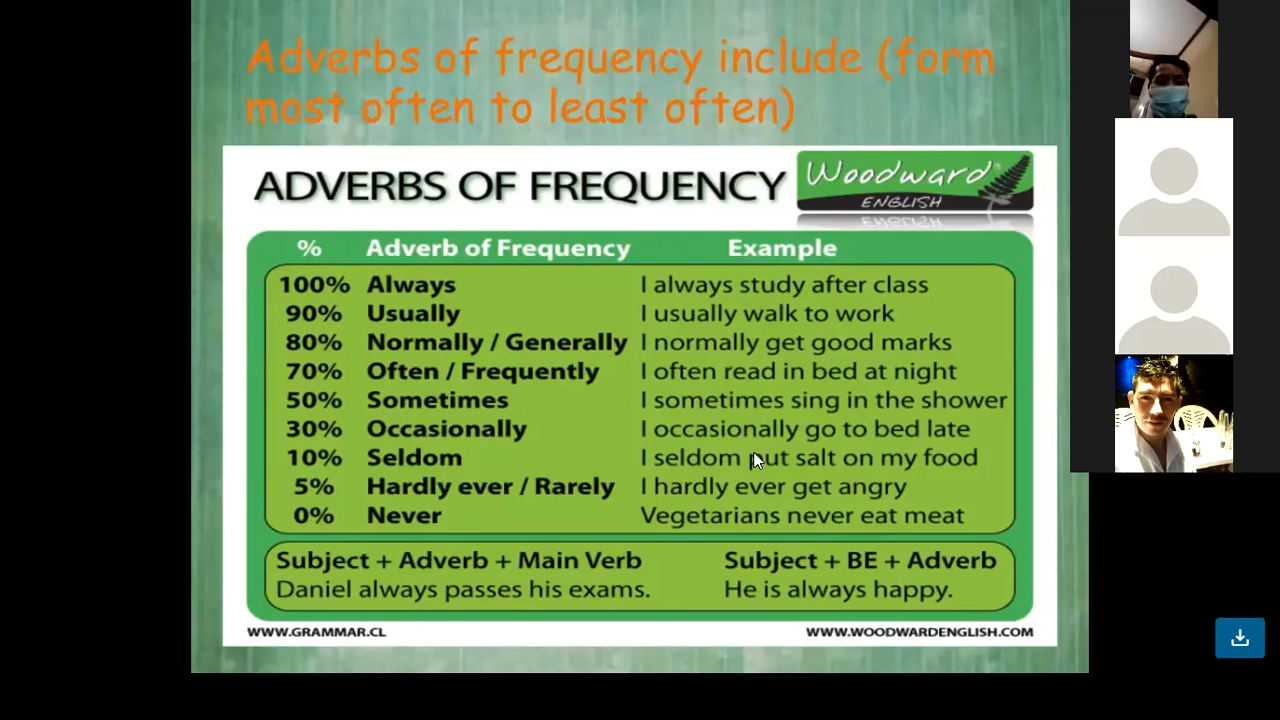 Adverbs of frequency include (form
most often to least often)
ADVERBS OF FREQUENCY
Woodward®
ENGLISH
% Adverb of Frequency Example
100% Always I always study after class
90% Usually I usually walk to work
80% Normally / Generally I normally get good marks
70% Often / Frequently I often read in bed at night
50% Sometimes I sometimes sing in the shower
30% Occasionally I occasionally go to bed late
10% Seldom I seldom put salt on my food
5% Hardly ever / Rarely I hardly ever get angry
0% Never Vegetarians never eat meat
Subject + Adverb + Main Verb Subject + BE + Adverb
Daniel always passes his exams. He is always happy.
WWW.GRAMMAR.CL WWW.WOODWARDENGLISH.COM